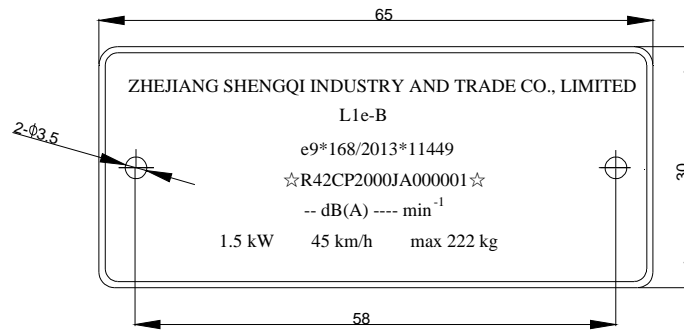 65
ZHEJIANG SHENGQI INDUSTRY AND TRADE CO., LIMITED
L1e-B
2-ϕ3.5
e9*168/2013*11449
30
☆R42CP2000JA000001☆
-- dB(A) ---- min⁻¹
1.5 kW 45 km/h max 222 kg
58